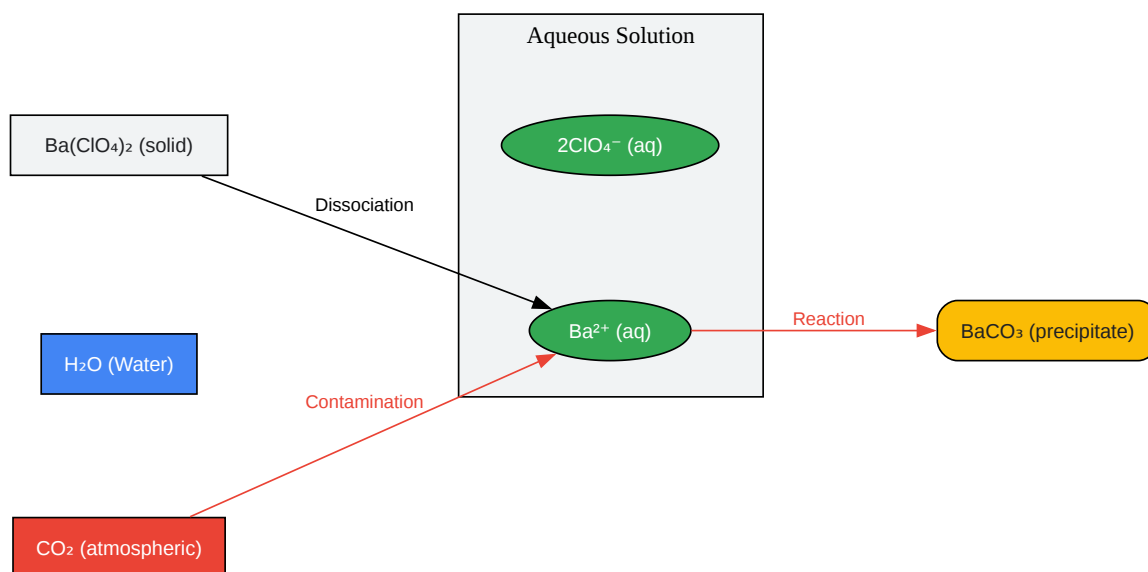 Aqueous Solution
Ba(ClO₄)₂ (solid)
2ClO₄⁻ (aq)
Dissociation
Ba²⁺ (aq)
Reaction
BaCO₃ (precipitate)
H₂O (Water)
Contamination
CO₂ (atmospheric)